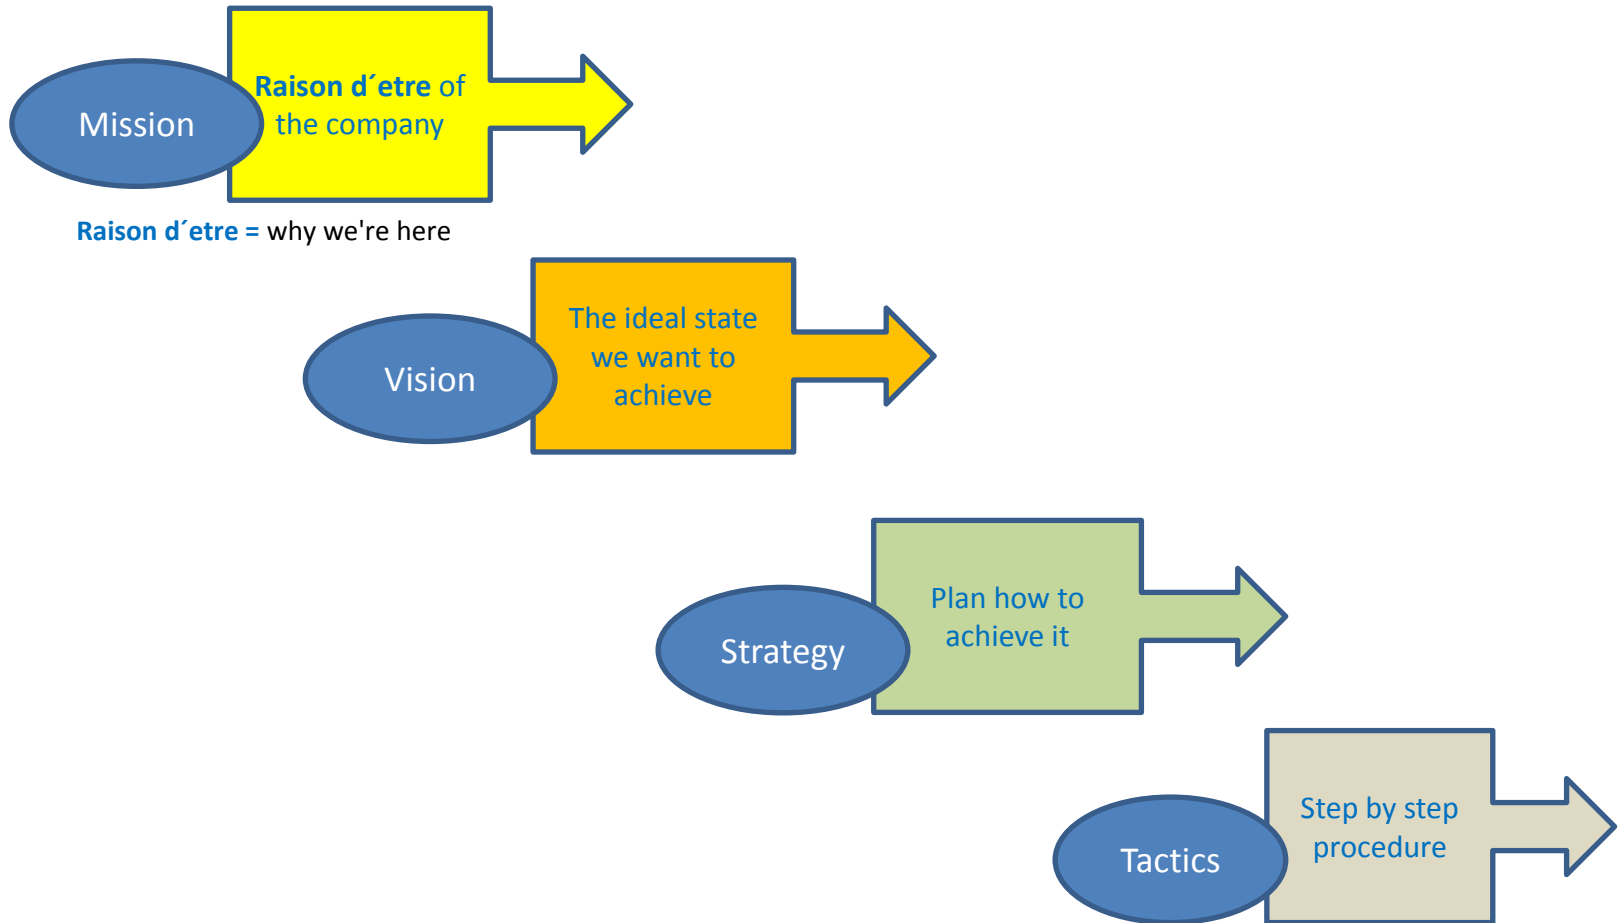 Mission
Raison d´etre of
the company
Raison d´etre = why we're here
Vision
The ideal state
we want to
achieve
Strategy
Plan how to
achieve it
Tactics
Step by step
procedure